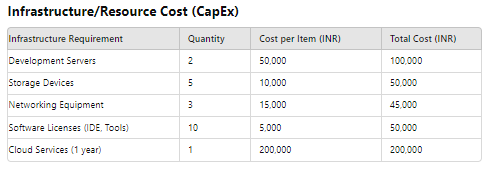 Infrastructure/Resource Cost (CapEx)
Infrastructure Requirement Quantity Cost per Item (INR) Total Cost (INR)
Development Servers 2 50,000 100,000
Storage Devices 5 10,000 50,000
Networking Equipment 3 15,000 45,000
Software Licenses (IDE, Tools) 10 5,000 50,000
Cloud Services (1 year) 1 200,000 200,000